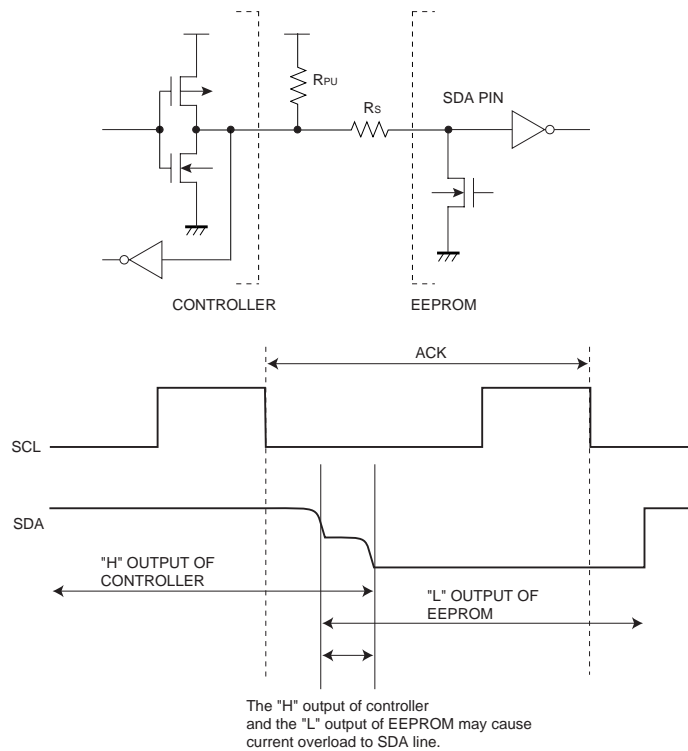 RPU
RS
SDA PIN
CONTROLLER
EEPROM
ACK
SCL
SDA
"H" OUTPUT OF
CONTROLLER
"L" OUTPUT OF
EEPROM
The "H" output of controller
and the "L" output of EEPROM may cause
current overload to SDA line.